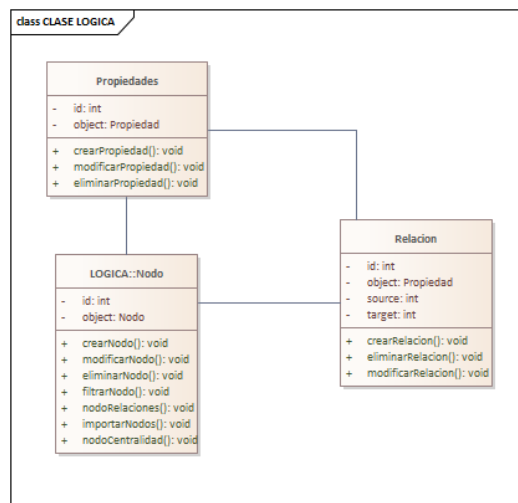 class CLASE LOGICA
Propiedades
- id: int
- object: Propiedad
+ crearPropiedad(): void
+ modificarPropiedad(): void
+ eliminarPropiedad(): void
LOGICA::Nodo
- id: int
- object: Nodo
+ crearNodo(): void
+ modificarNodo(): void
+ eliminarNodo(): void
+ filtrarNodo(): void
+ nodoRelaciones(): void
+ importarNodos(): void
+ nodoCentralidad(): void
Relacion
- id: int
- object: Propiedad
- source: int
- target: int
+ crearRelacion(): void
+ eliminarRelacion(): void
+ modificarRelacion(): void